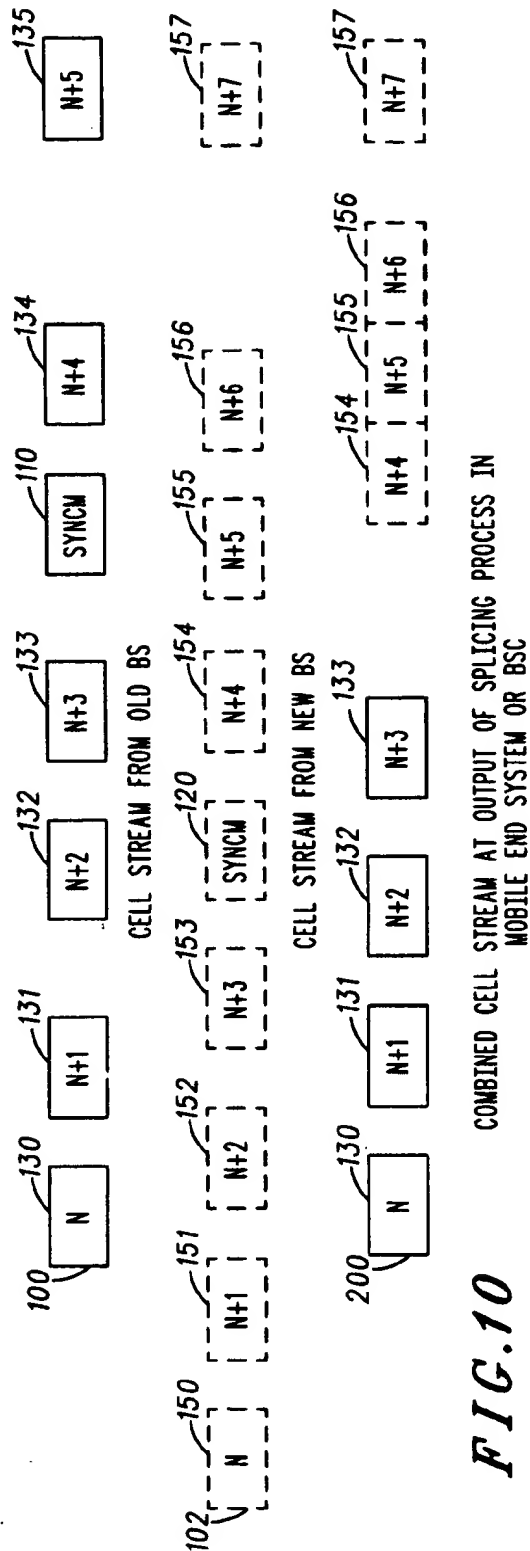 130 131 132 133 110 134 135
100 N N+1 N+2 N+3 SYNCM N+4 N+5
CELL STREAM FROM OLD BS
150 151 152 153 120 154 155 156 157
102 N N+1 N+2 N+3 SYNCM N+4 N+5 N+6 N+7
CELL STREAM FROM NEW BS
130 131 132 133 154 155 156 157
200 N N+1 N+2 N+3 N+4 N+5 N+6 N+7
COMBINED CELL STREAM AT OUTPUT OF SPLICING PROCESS IN
MOBILE END SYSTEM OR BSC
FIG.10